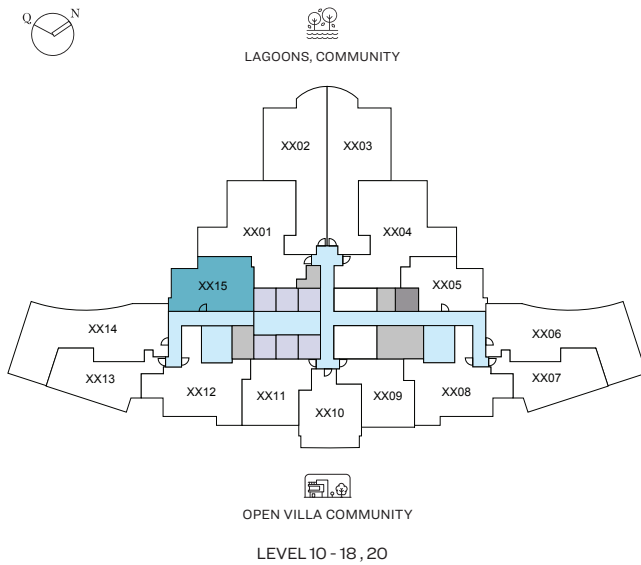 Q N
LAGOONS, COMMUNITY
XX02 XX03
XX01 XX04
XX15 XX05
XX14 XX06
XX13 XX07
XX12 XX11 XX09 XX08
XX10
OPEN VILLA COMMUNITY
LEVEL 10 - 18 , 20